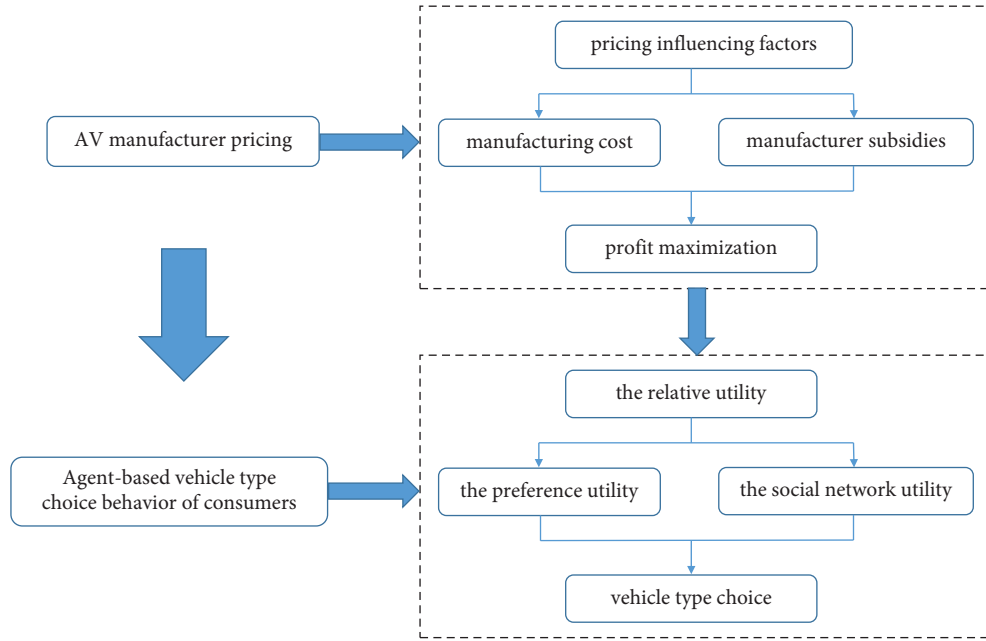 pricing influencing factors
AV manufacturer pricing
manufacturing cost
manufacturer subsidies
profit maximization
the relative utility
Agent-based vehicle type
choice behavior of consumers
the preference utility
the social network utility
vehicle type choice